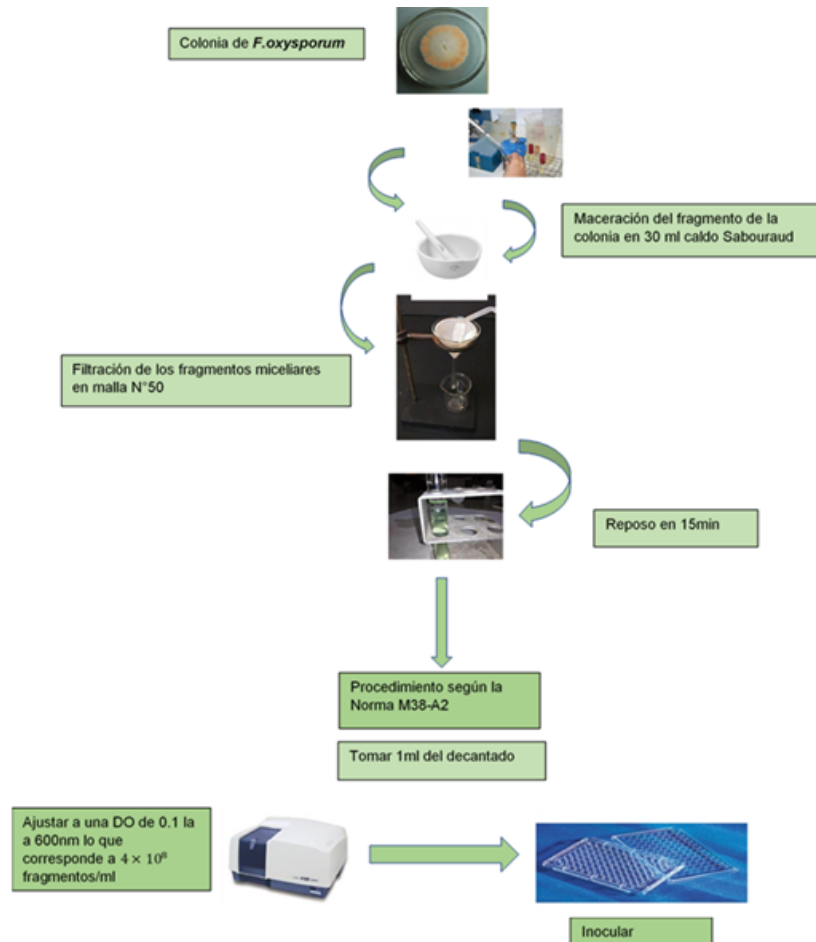 Colonia de F.oxysporum
Maceración del fragmento de la
colonia en 30 ml caldo Sabouraud
Filtración de los fragmentos miceliares
en malla N°50
Reposo en 15min
Procedimiento según la
Norma M38-A2
Tomar 1ml del decantado
Ajustar a una DO de 0.1 la
a 600nm lo que
corresponde a 4 × 10⁸
fragmentos/ml
Inocular